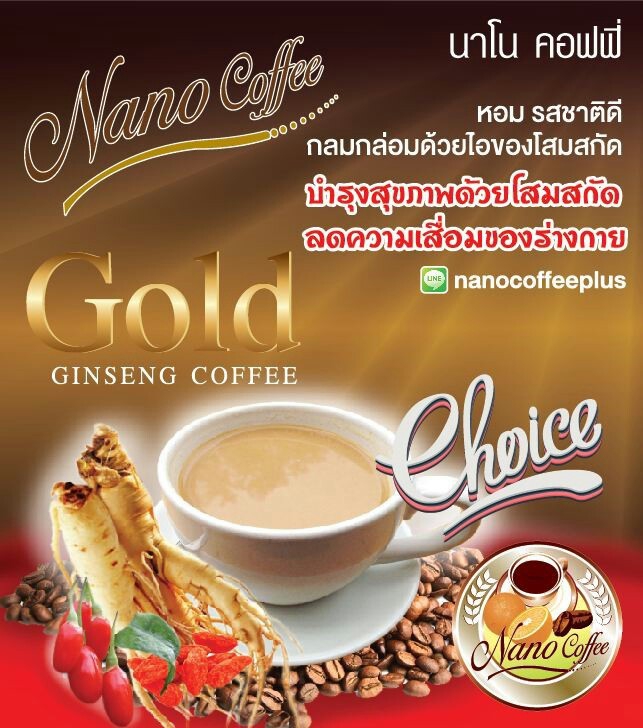 Nano Coffee
นาโน คอฟฟี่
หอม รสชาติดี
กลมกล่อมด้วยไอของโสมสกัด
บำรุงสุขภาพด้วยโสมสกัด
ลดความเสื่อมของร่างกาย
LINE nanocoffeeplus
Gold
GINSENG COFFEE
Choice
Nano Coffee